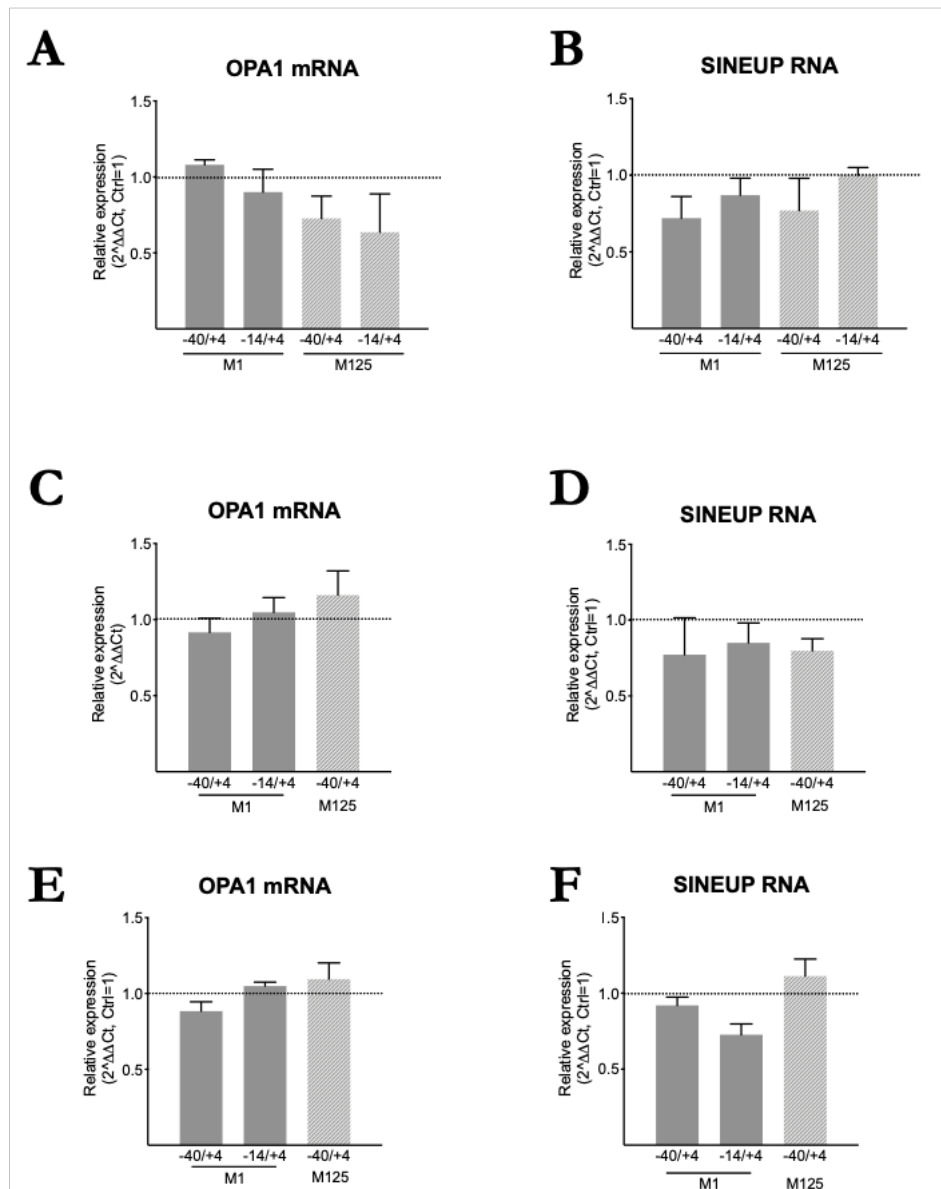 A
OPA1 mRNA
Relative expression
(2^ΔΔCt, Ctrl=1)
1.5
1.0
0.5
-40/+4 -14/+4 -40/+4 -14/+4
M1 M125
B
SINEUP RNA
Relative expression
(2^ΔΔCt, Ctrl=1)
1.5
1.0
0.5
-40/+4 -14/+4 -40/+4 -14/+4
M1 M125
C
OPA1 mRNA
Relative expression
(2^ΔΔCt)
1.5
1.0
0.5
-40/+4 -14/+4 -40/+4
M1 M125
D
SINEUP RNA
Relative expression
(2^ΔΔCt, Ctrl=1)
1.5
1.0
0.5
-40/+4 -14/+4 -40/+4
M1 M125
E
OPA1 mRNA
Relative expression
(2^ΔΔCt, Ctrl=1)
1.5
1.0
0.5
-40/+4 -14/+4 -40/+4
M1 M125
F
SINEUP RNA
Relative expression
(2^ΔΔCt, Ctrl=1)
1.5
1.0
0.5
-40/+4 -14/+4 -40/+4
M1 M125